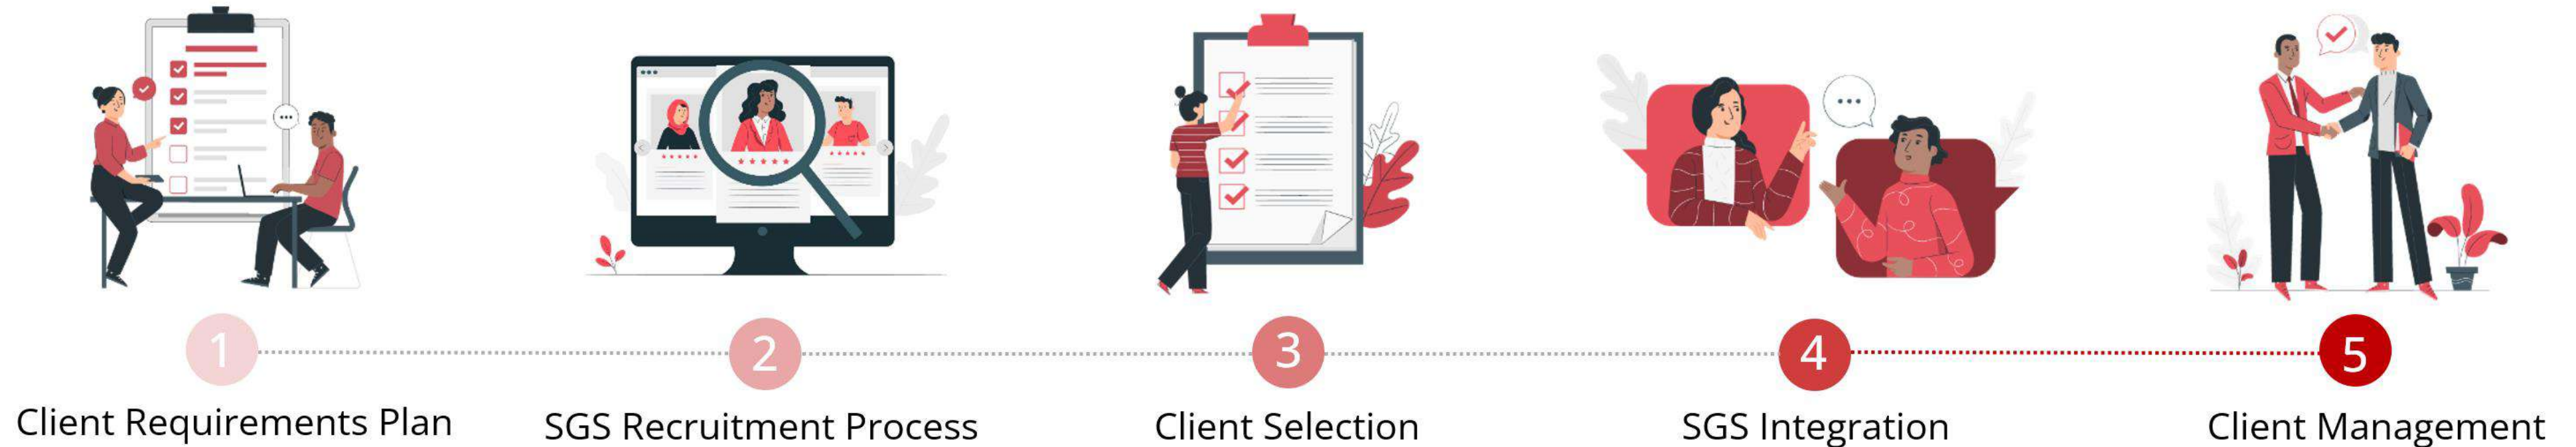 1
2
3
4
5
Client Requirements Plan
SGS Recruitment Process
Client Selection
SGS Integration
Client Management